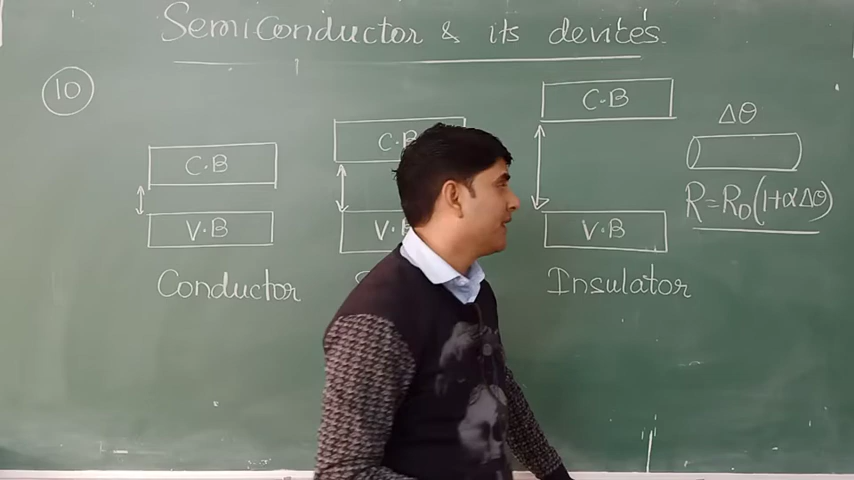 SemiConductor & its devices.
10
C.B
C.B
C.B
Δθ
V.B
V.B
R=R₀(1+αΔθ)
Conductor
Insulator